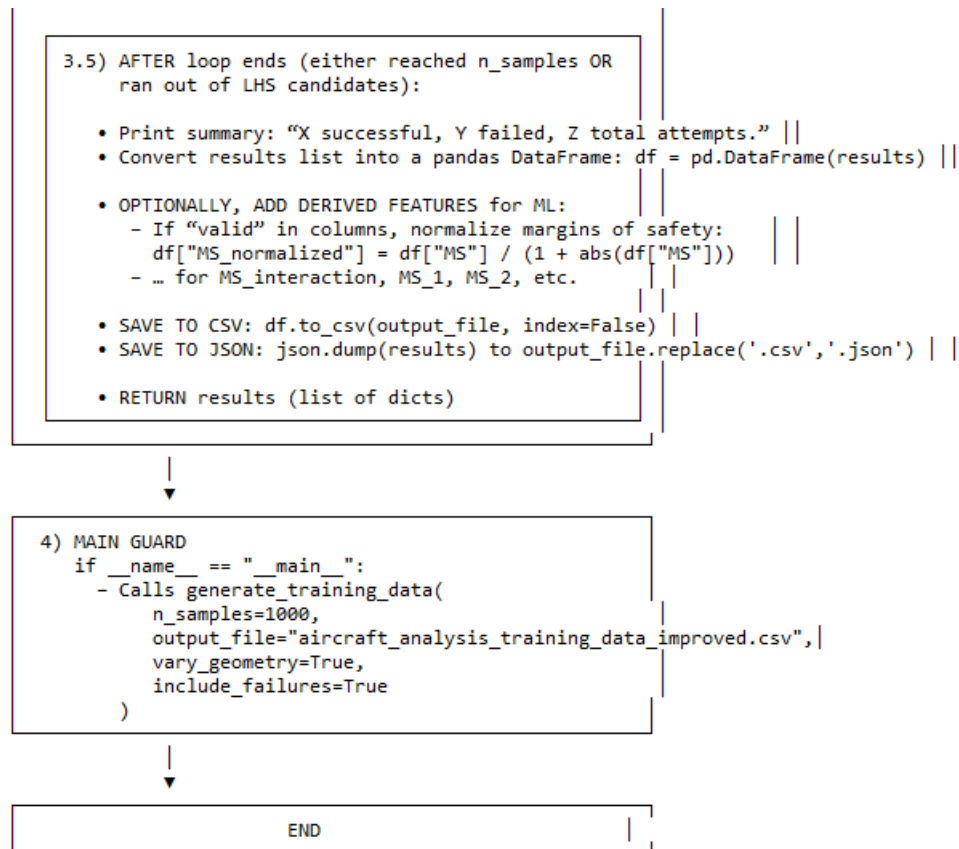 3.5) AFTER loop ends (either reached n_samples OR
ran out of LHS candidates):
• Print summary: “X successful, Y failed, Z total attempts.”
• Convert results list into a pandas DataFrame: df = pd.DataFrame(results)
• OPTIONALLY, ADD DERIVED FEATURES for ML:
– If “valid” in columns, normalize margins of safety:
df["MS_normalized"] = df["MS"] / (1 + abs(df["MS"]))
– … for MS_interaction, MS_1, MS_2, etc.
• SAVE TO CSV: df.to_csv(output_file, index=False)
• SAVE TO JSON: json.dump(results) to output_file.replace('.csv','.json')
• RETURN results (list of dicts)
4) MAIN GUARD
if __name__ == "__main__":
– Calls generate_training_data(
n_samples=1000,
output_file="aircraft_analysis_training_data_improved.csv",
vary_geometry=True,
include_failures=True
)
END